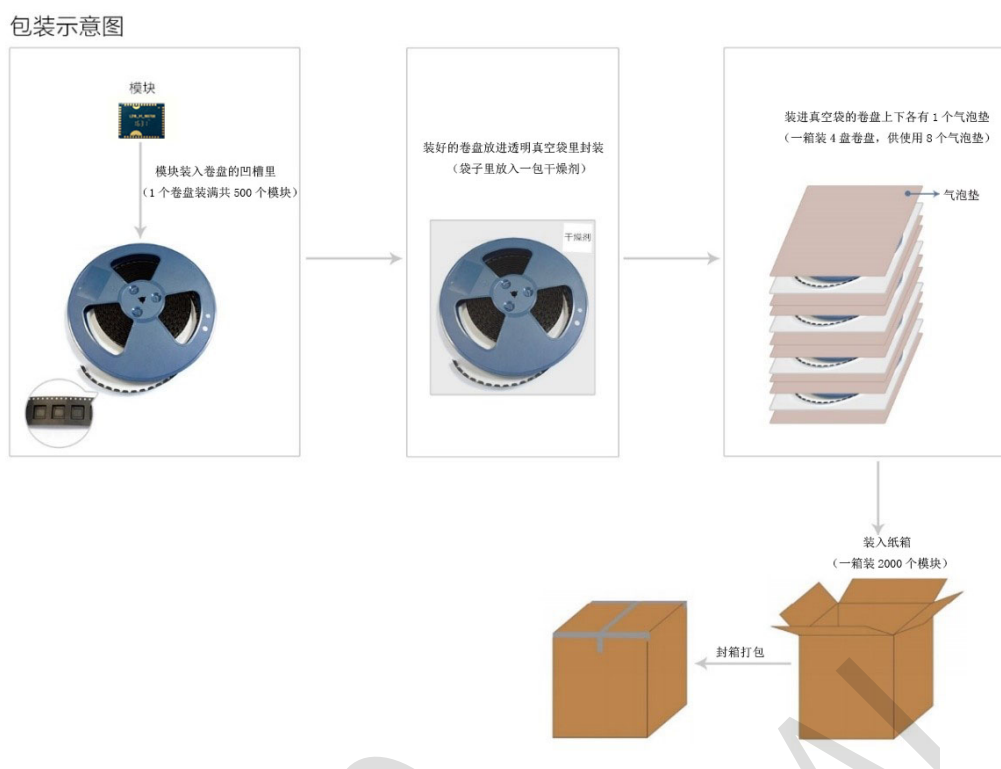 包装示意图
模块
模块装入卷盘的凹槽里
（1个卷盘装满共500个模块）
装好的卷盘放进透明真空袋里封装
（袋子里放入一包干燥剂）
干燥剂
装进真空袋的卷盘上下各有1个气泡垫
（一箱装4盘卷盘，供使用8个气泡垫）
气泡垫
装入纸箱
（一箱装2000个模块）
封箱打包